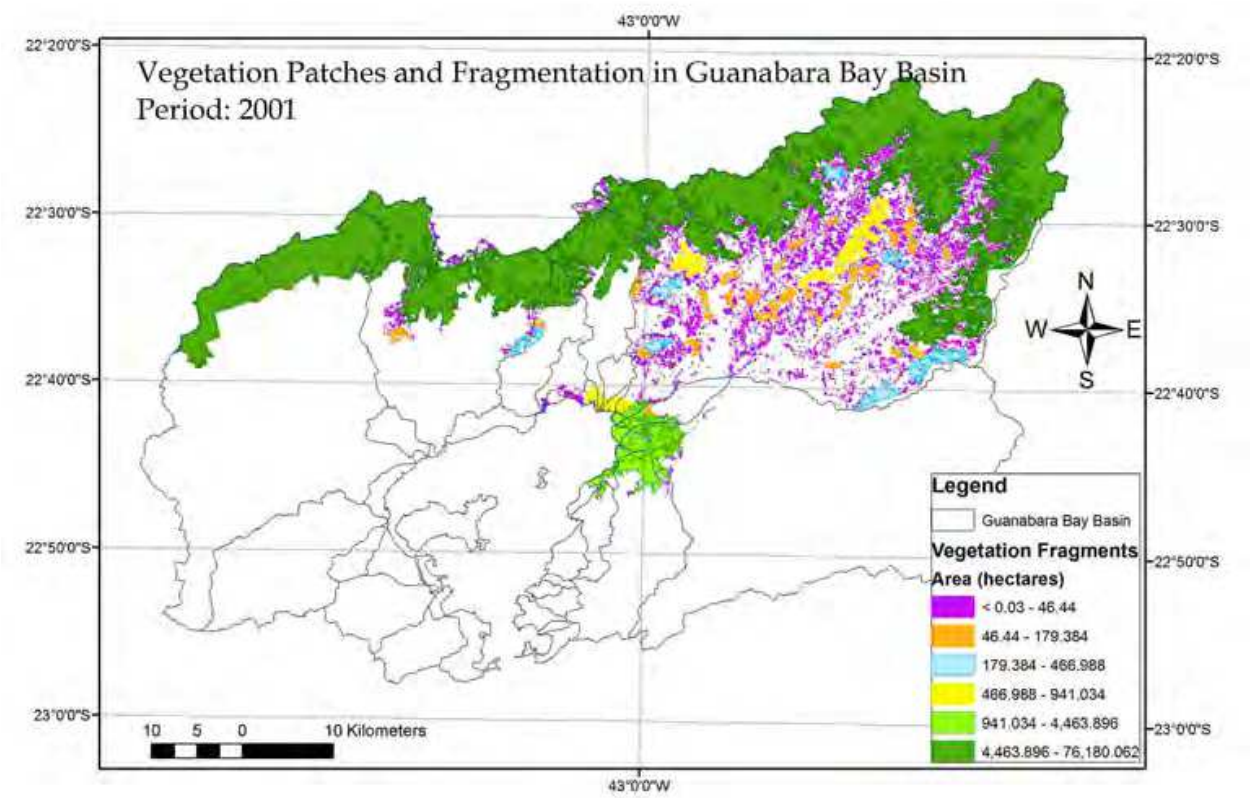 43°0'0"W
22°20'0"S
22°20'0"S
Vegetation Patches and Fragmentation in Guanabara Bay Basin
Period: 2001
22°30'0"S
22°30'0"S
N
W
E
S
22°40'0"S
22°40'0"S
Legend
Guanabara Bay Basin
Vegetation Fragments
Area (hectares)
< 0.03 - 46.44
46.44 - 179.384
179.384 - 466.988
466.988 - 941,034
941.034 - 4,463.896
4,463.896 - 76,180.062
22°50'0"S
22°50'0"S
23°0'0"S
23°0'0"S
10 5 0 10 Kilometers
43°0'0"W